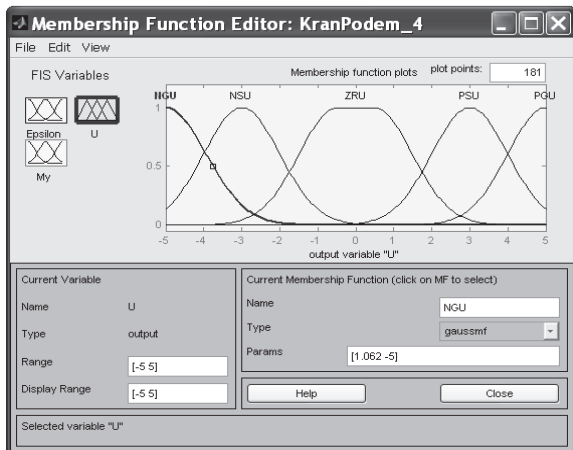 Membership Function Editor: KranPodem_4
File Edit View
FIS Variables
Epsilon
U
My
Membership function plots
plot points:
181
NGU NSU ZRU PSU PGU
1
0.5
0
-5 -4 -3 -2 -1 0 1 2 3 4 5
output variable "U"
Current Variable
Name U
Type output
Range [-5 5]
Display Range [-5 5]
Current Membership Function (click on MF to select)
Name NGU
Type gaussmf
Params [1.062 -5]
Help
Close
Selected variable "U"